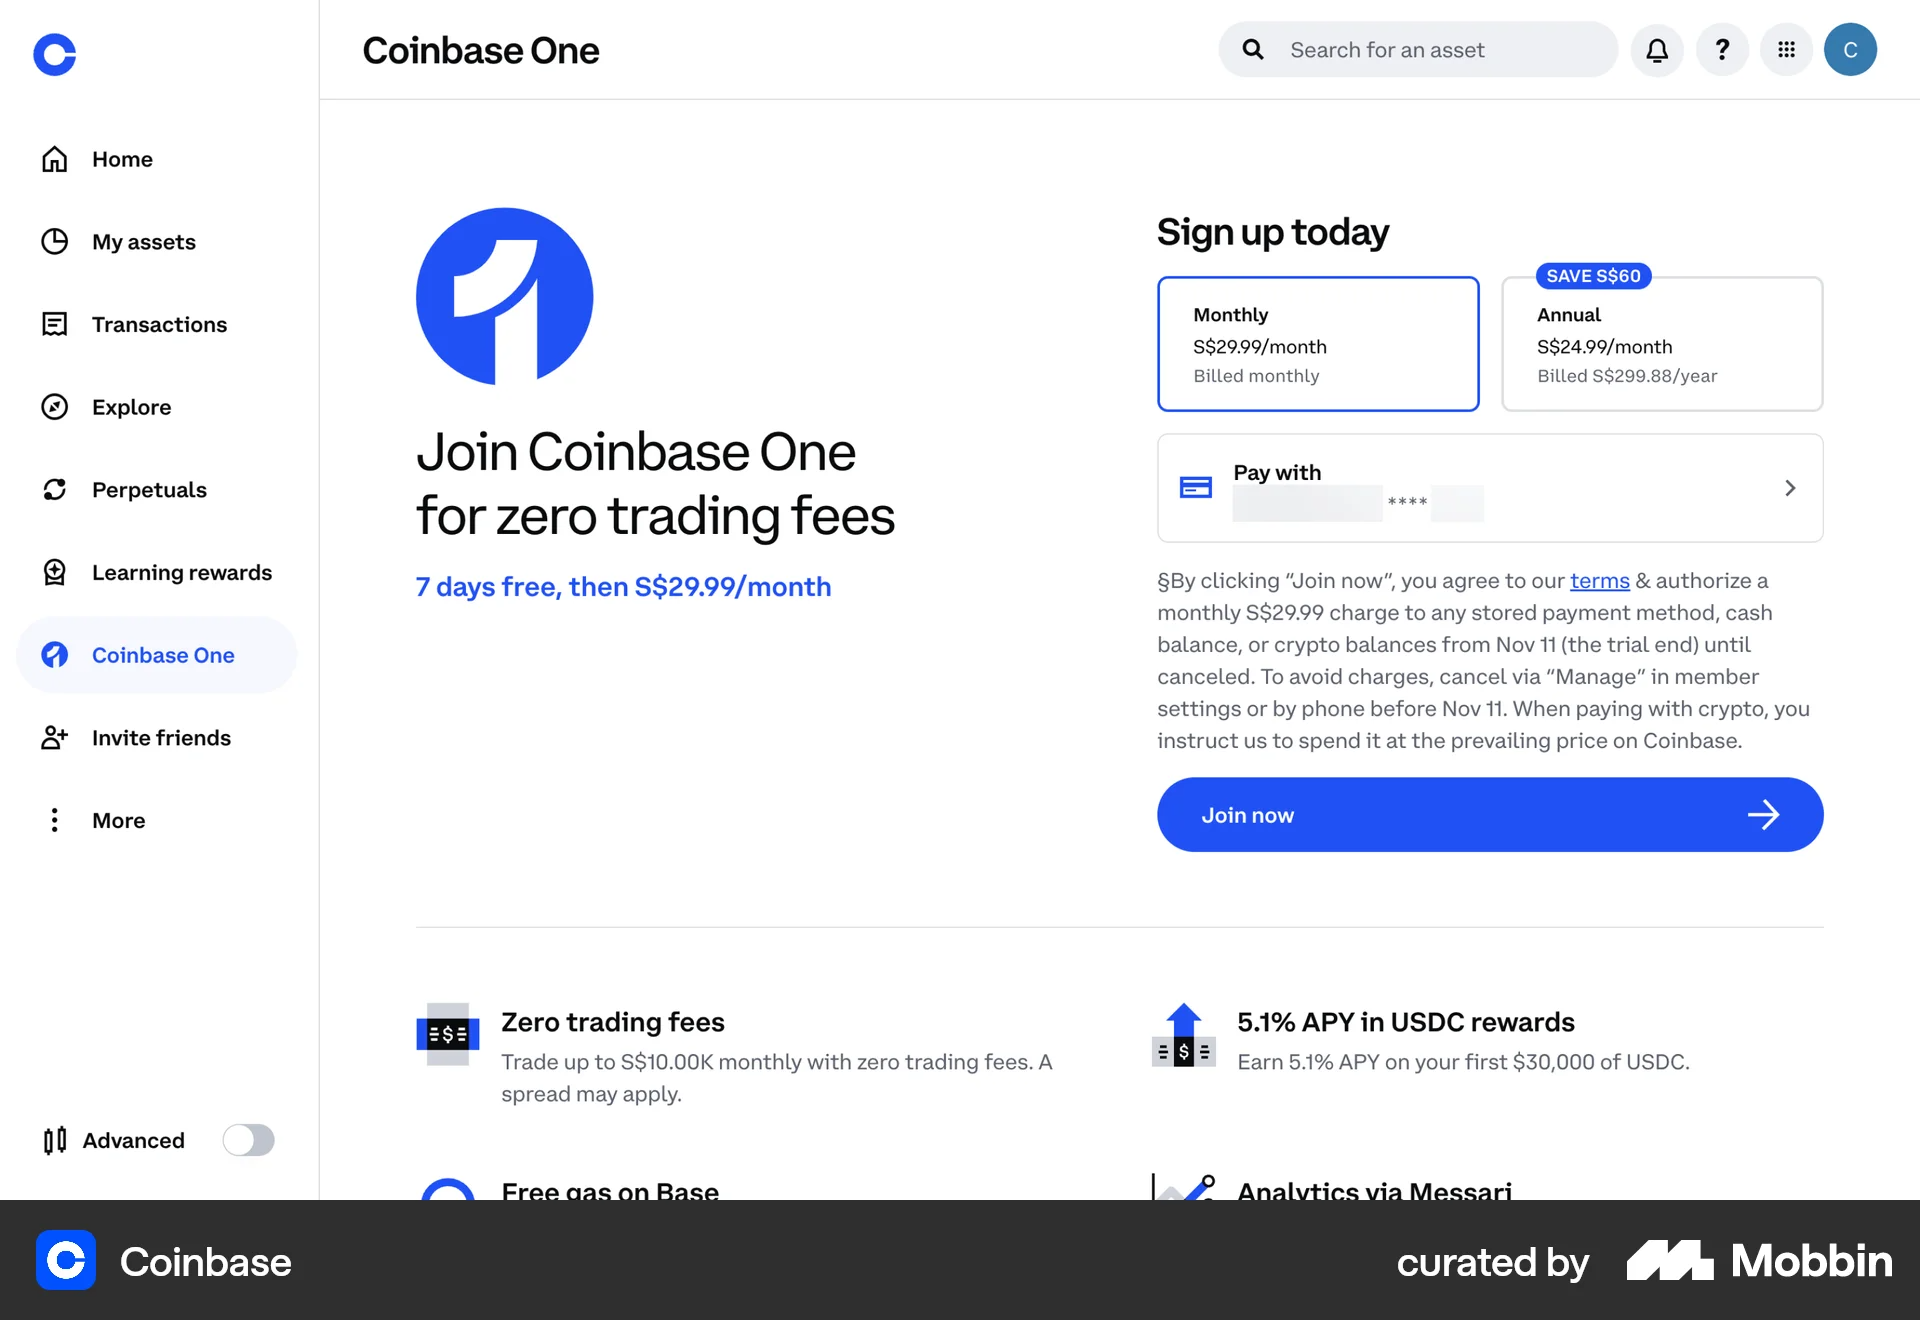 Coinbase One
Search for an asset
?
C
Home
My assets
Transactions
Explore
Perpetuals
Learning rewards
Coinbase One
Invite friends
More
Advanced
Join Coinbase One
for zero trading fees
7 days free, then S$29.99/month
Sign up today
Monthly
S$29.99/month
Billed monthly
SAVE S$60
Annual
S$24.99/month
Billed S$299.88/year
Pay with
****
§By clicking “Join now”, you agree to our terms & authorize a
monthly S$29.99 charge to any stored payment method, cash
balance, or crypto balances from Nov 11 (the trial end) until
canceled. To avoid charges, cancel via “Manage” in member
settings or by phone before Nov 11. When paying with crypto, you
instruct us to spend it at the prevailing price on Coinbase.
Join now
$
Zero trading fees
Trade up to S$10.00K monthly with zero trading fees. A
spread may apply.
$
5.1% APY in USDC rewards
Earn 5.1% APY on your first $30,000 of USDC.
Free gas on Base
Analytics via Messari
Coinbase
curated by Mobbin